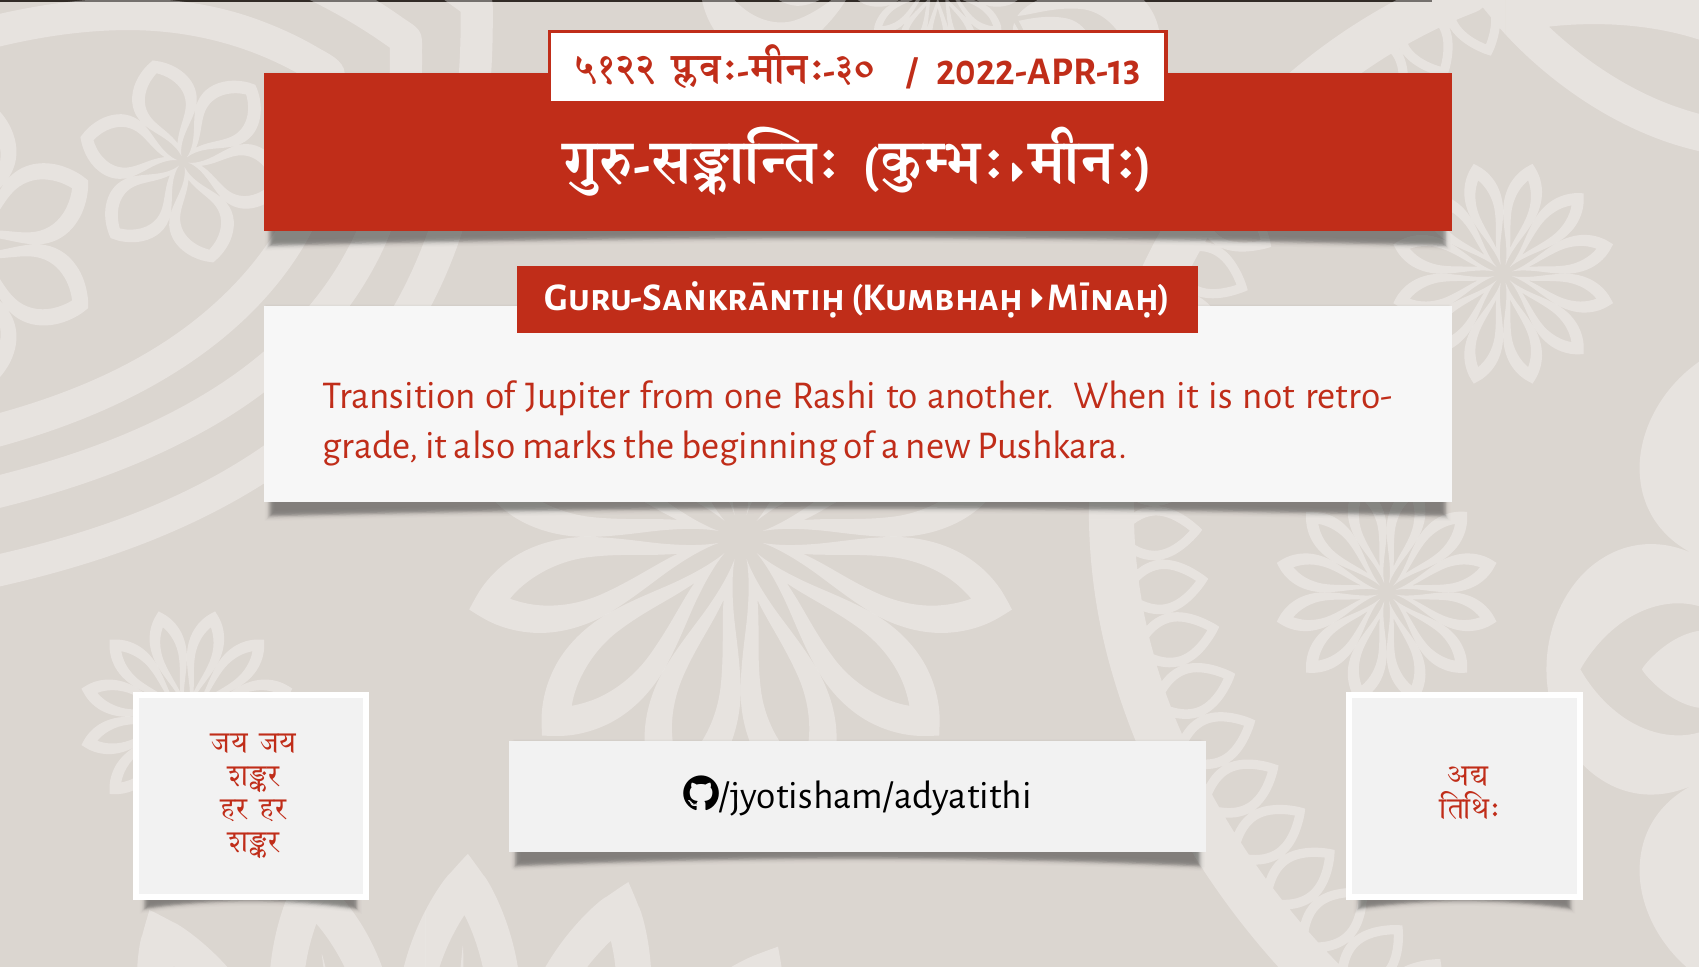 ५१२२ प्लवः-मीनः-३० / 2022-APR-13
गुरु-सङ्क्रान्तिः (कुम्भः▸मीनः)
Guru-Saṅkrāntiḥ (Kumbhaḥ▸Mīnaḥ)
Transition of Jupiter from one Rashi to another. When it is not retro-
grade, it also marks the beginning of a new Pushkara.
जय जय
शङ्कर
हर हर
शङ्कर
/jyotisham/adyatithi
अद्य
तिथिः